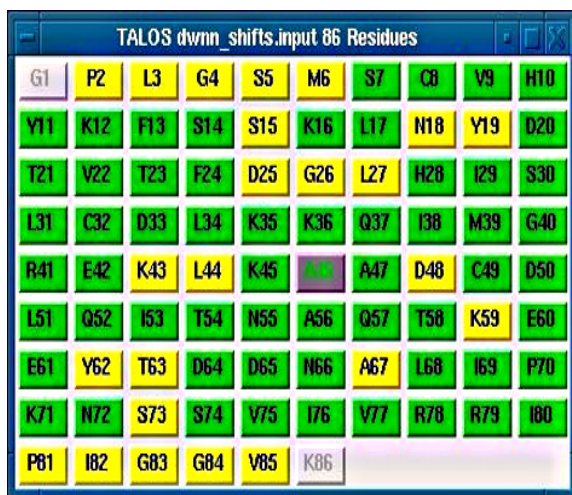 TALOS dwnn_shifts.input 86 Residues
G1 P2 L3 G4 S5 M6 S7 C8 V9 H10
Y11 K12 F13 S14 S15 K16 L17 N18 Y19 D20
T21 V22 T23 F24 D25 G26 L27 H28 I29 S30
L31 C32 D33 L34 K35 K36 Q37 I38 M39 G40
R41 E42 K43 L44 K45 A46 A47 D48 C49 D50
L51 Q52 I53 T54 N55 A56 Q57 T58 K59 E60
E61 Y62 T63 D64 D65 N66 A67 L68 I69 P70
K71 N72 S73 S74 V75 I76 V77 R78 R79 I80
P81 I82 G83 G84 V85 K86